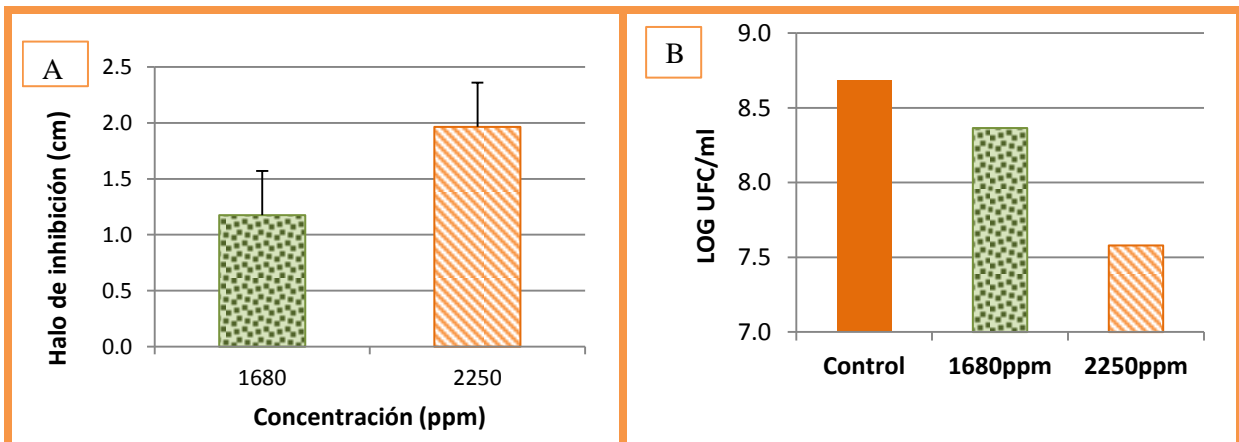 A
Halo de inhibición (cm)
2.5
2.0
1.5
1.0
0.5
0.0
1680
2250
Concentración (ppm)
B
LOG UFC/ml
9.0
8.5
8.0
7.5
7.0
Control
1680ppm
2250ppm